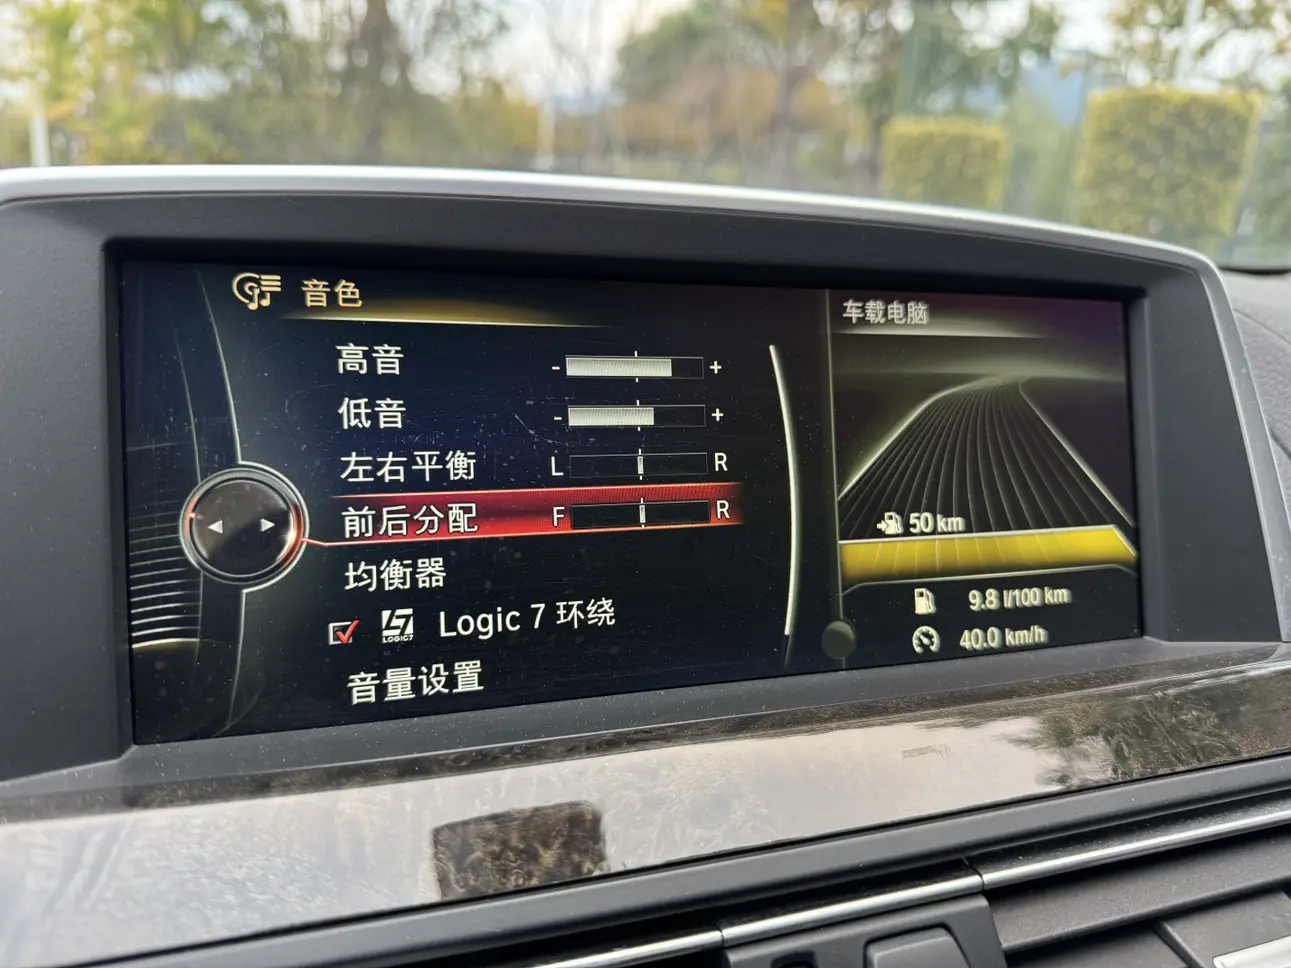 音色
高音 - +
低音 - +
左右平衡 L R
前后分配 F R
均衡器
LOGIC7 Logic 7 环绕
音量设置
车载电脑
50 km
9.8 l/100 km
40.0 km/h